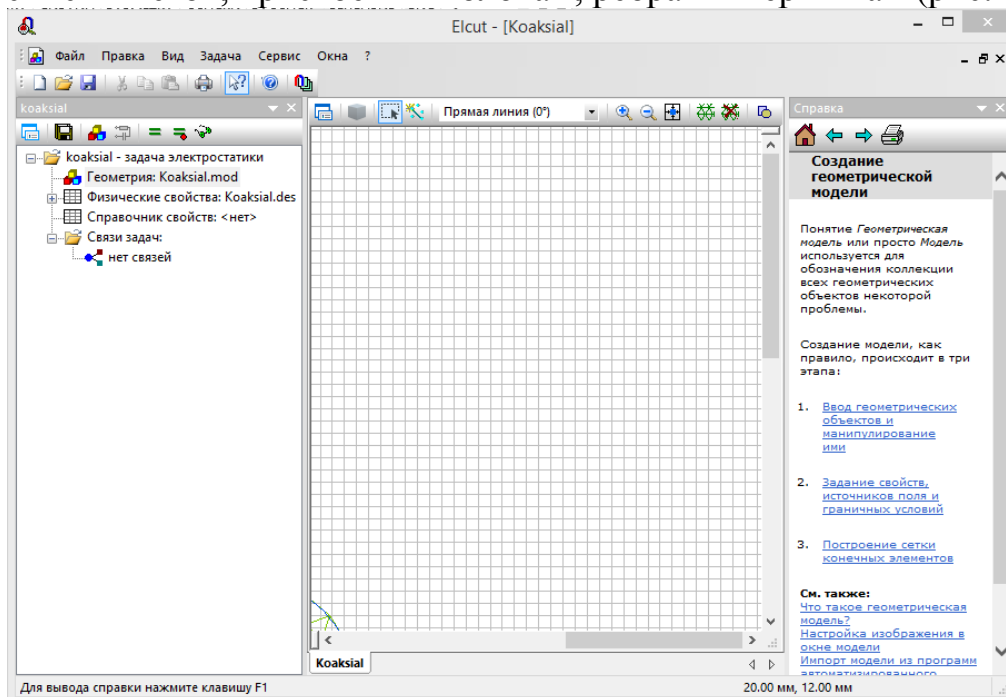 Elcut - [Koaksial]
Файл Правка Вид Задача Сервис Окна ?
koaksial
Прямая линия (0°)
Справка
koaksial - задача электростатики
Геометрия: Koaksial.mod
Физические свойства: Koaksial.des
Справочник свойств: <нет>
Связи задач:
нет связей
Создание
геометрической
модели
Понятие Геометрическая
модель или просто Модель
используется для
обозначения коллекции
всех геометрических
объектов некоторой
проблемы.
Создание модели, как
правило, происходит в три
этапа:
1. Ввод геометрических
объектов и
манипулирование
ими
2. Задание свойств,
источников поля и
граничных условий
3. Построение сетки
конечных элементов
См. также:
Что такое геометрическая
модель?
Настройка изображения в
окне модели
Импорт модели из программ
автоматизированного
Koaksial
Для вывода справки нажмите клавишу F1
20.00 мм, 12.00 мм